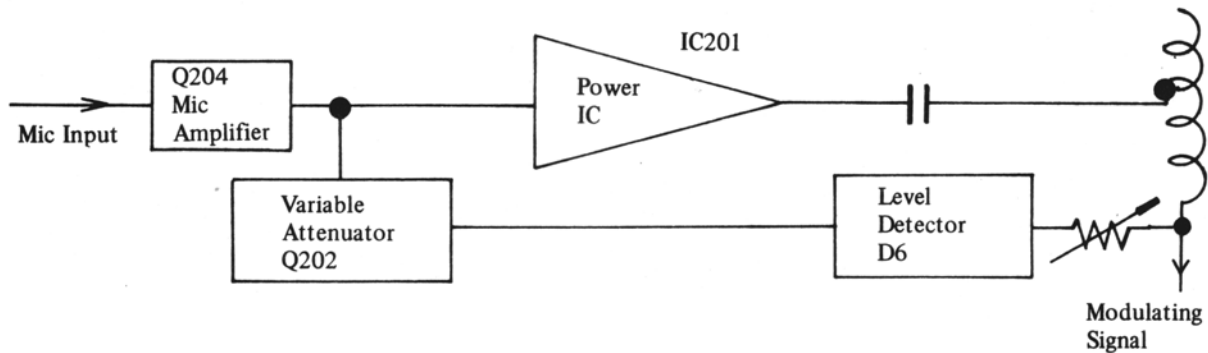 Q204
Mic
Amplifier
Mic Input
IC201
Power
IC
Variable
Attenuator
Q202
Level
Detector
D6
Modulating
Signal